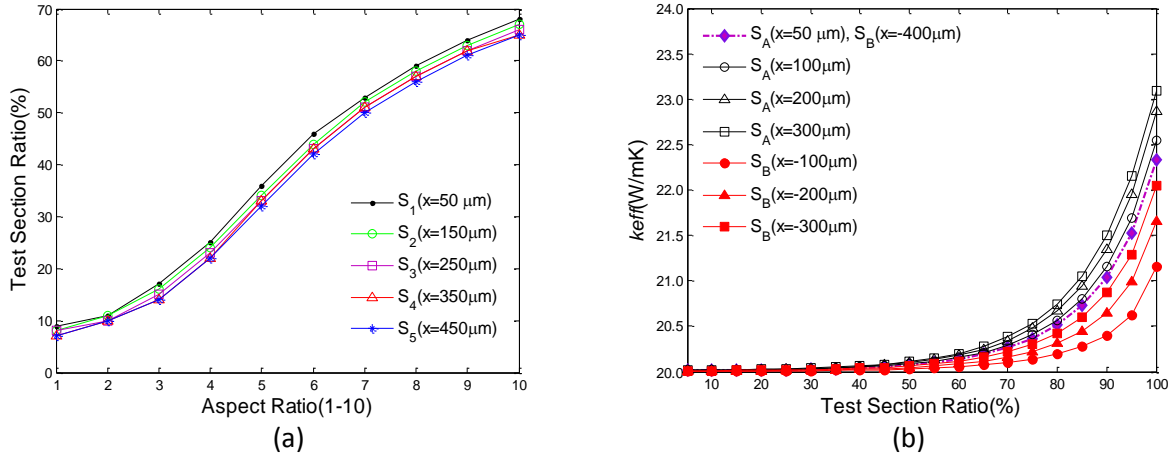 70
60
50
40
30
20
10
0
Test Section Ratio(%)
1 2 3 4 5 6 7 8 9 10
Aspect Ratio(1-10)
S1(x=50 μm)
S2(x=150μm)
S3(x=250μm)
S4(x=350μm)
S5(x=450μm)
(a)
24.0
23.5
23.0
22.5
22.0
21.5
21.0
20.5
20.0
keff(W/mK)
10 20 30 40 50 60 70 80 90 100
Test Section Ratio(%)
SA(x=50 μm), SB(x=-400μm)
SA(x=100μm)
SA(x=200μm)
SA(x=300μm)
SB(x=-100μm)
SB(x=-200μm)
SB(x=-300μm)
(b)